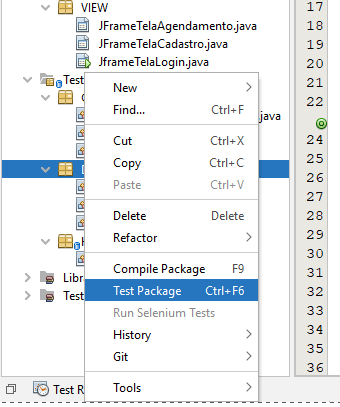 VIEW
JFrameTelaAgendamento.java
JFrameTelaCadastro.java
JFrameTelaLogin.java
Test
New
Find... Ctrl+F
va.java
Cut Ctrl+X
Copy Ctrl+C
Paste Ctrl+V
Delete Delete
Refactor
Compile Package F9
Test Package Ctrl+F6
Run Selenium Tests
History
Git
Tools
Libr
Test
Test R
17
18
19
20
21
22
24
25
26
27
28
29
30
31
32
33
34
35
36